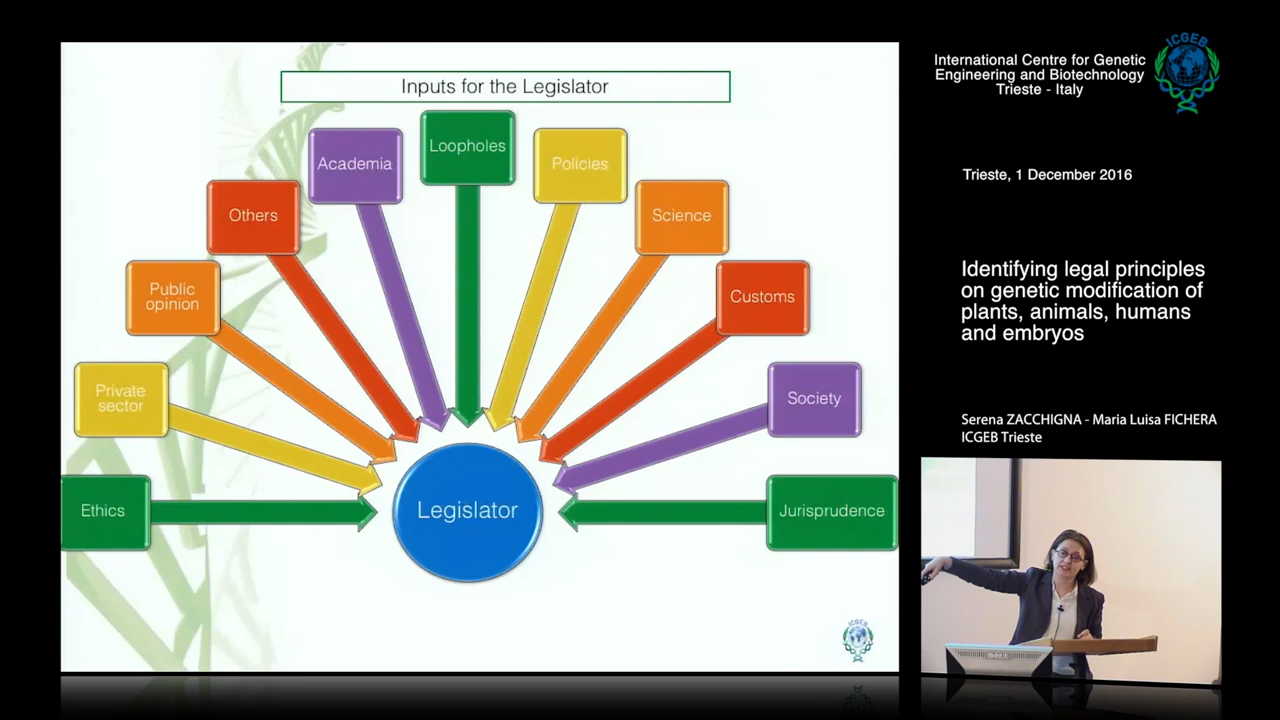 Inputs for the Legislator
Loopholes
Academia
Policies
Others
Science
Public
opinion
Customs
Private
sector
Society
Ethics
Legislator
Jurisprudence
ICGEB
International Centre for Genetic
Engineering and Biotechnology
Trieste - Italy
ICGEB
Trieste, 1 December 2016
Identifying legal principles
on genetic modification of
plants, animals, humans
and embryos
Serena ZACCHIGNA - Maria Luisa FICHERA
ICGEB Trieste